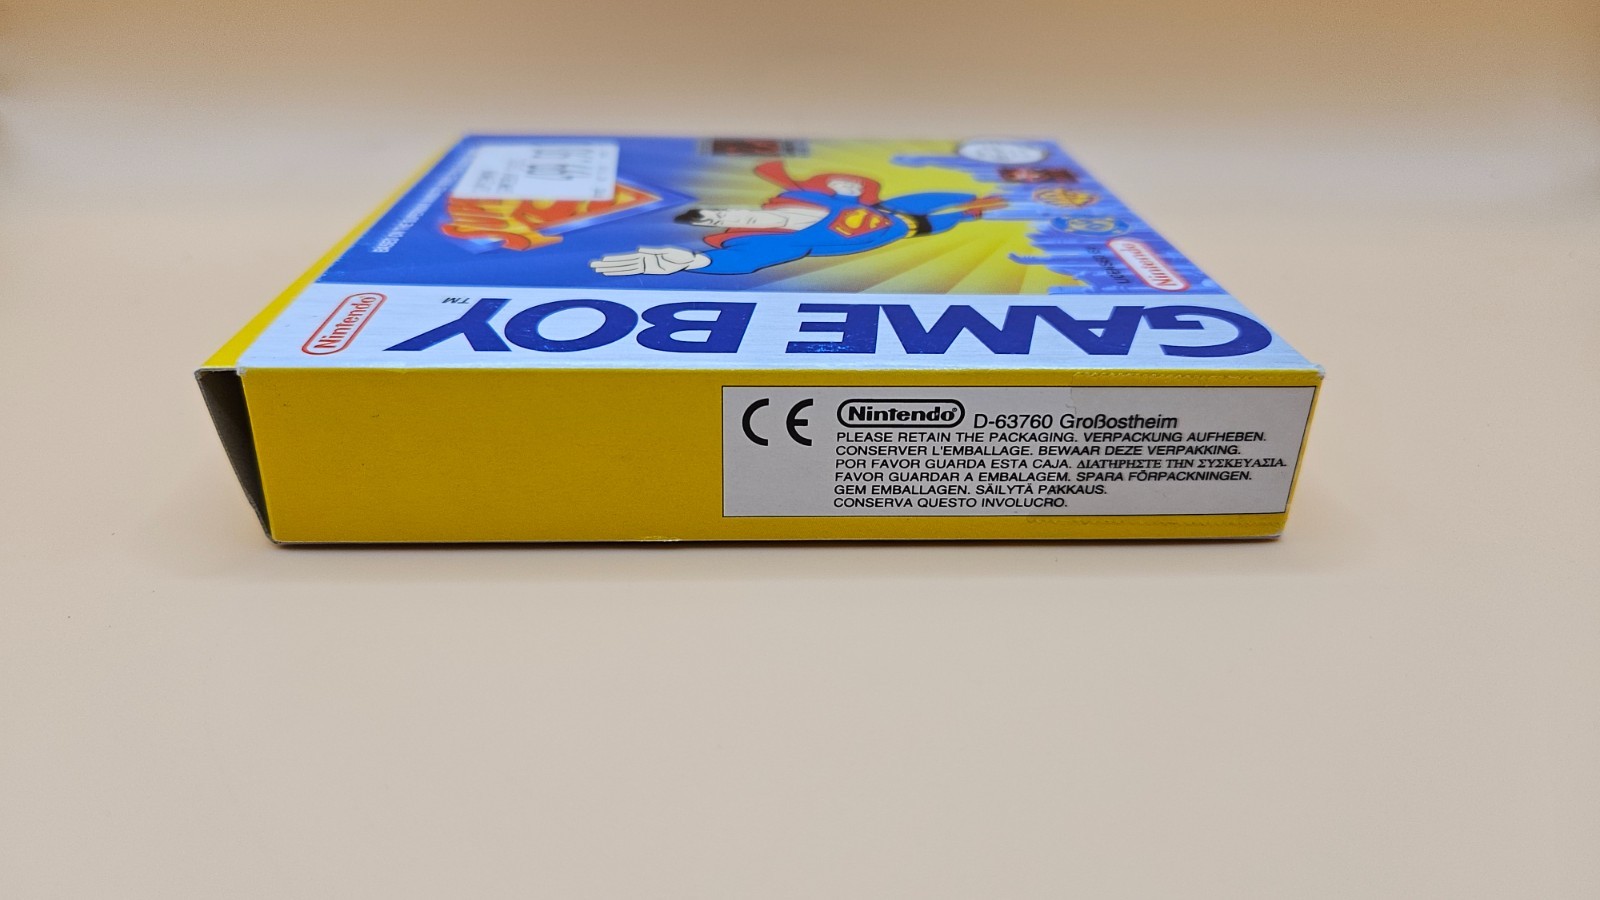 Nintendo
GAME BOY™
Nintendo
CE
Nintendo® D-63760 Großostheim
PLEASE RETAIN THE PACKAGING. VERPACKUNG AUFHEBEN.
CONSERVER L'EMBALLAGE. BEWAAR DEZE VERPAKKING.
POR FAVOR GUARDA ESTA CAJA. ΔΙΑΤΗΡΗΣΤΕ ΤΗΝ ΣΥΣΚΕΥΑΣΙΑ.
FAVOR GUARDAR A EMBALAGEM. SPARA FÖRPACKNINGEN.
GEM EMBALLAGEN. SÄILYTÄ PAKKAUS.
CONSERVA QUESTO INVOLUCRO.